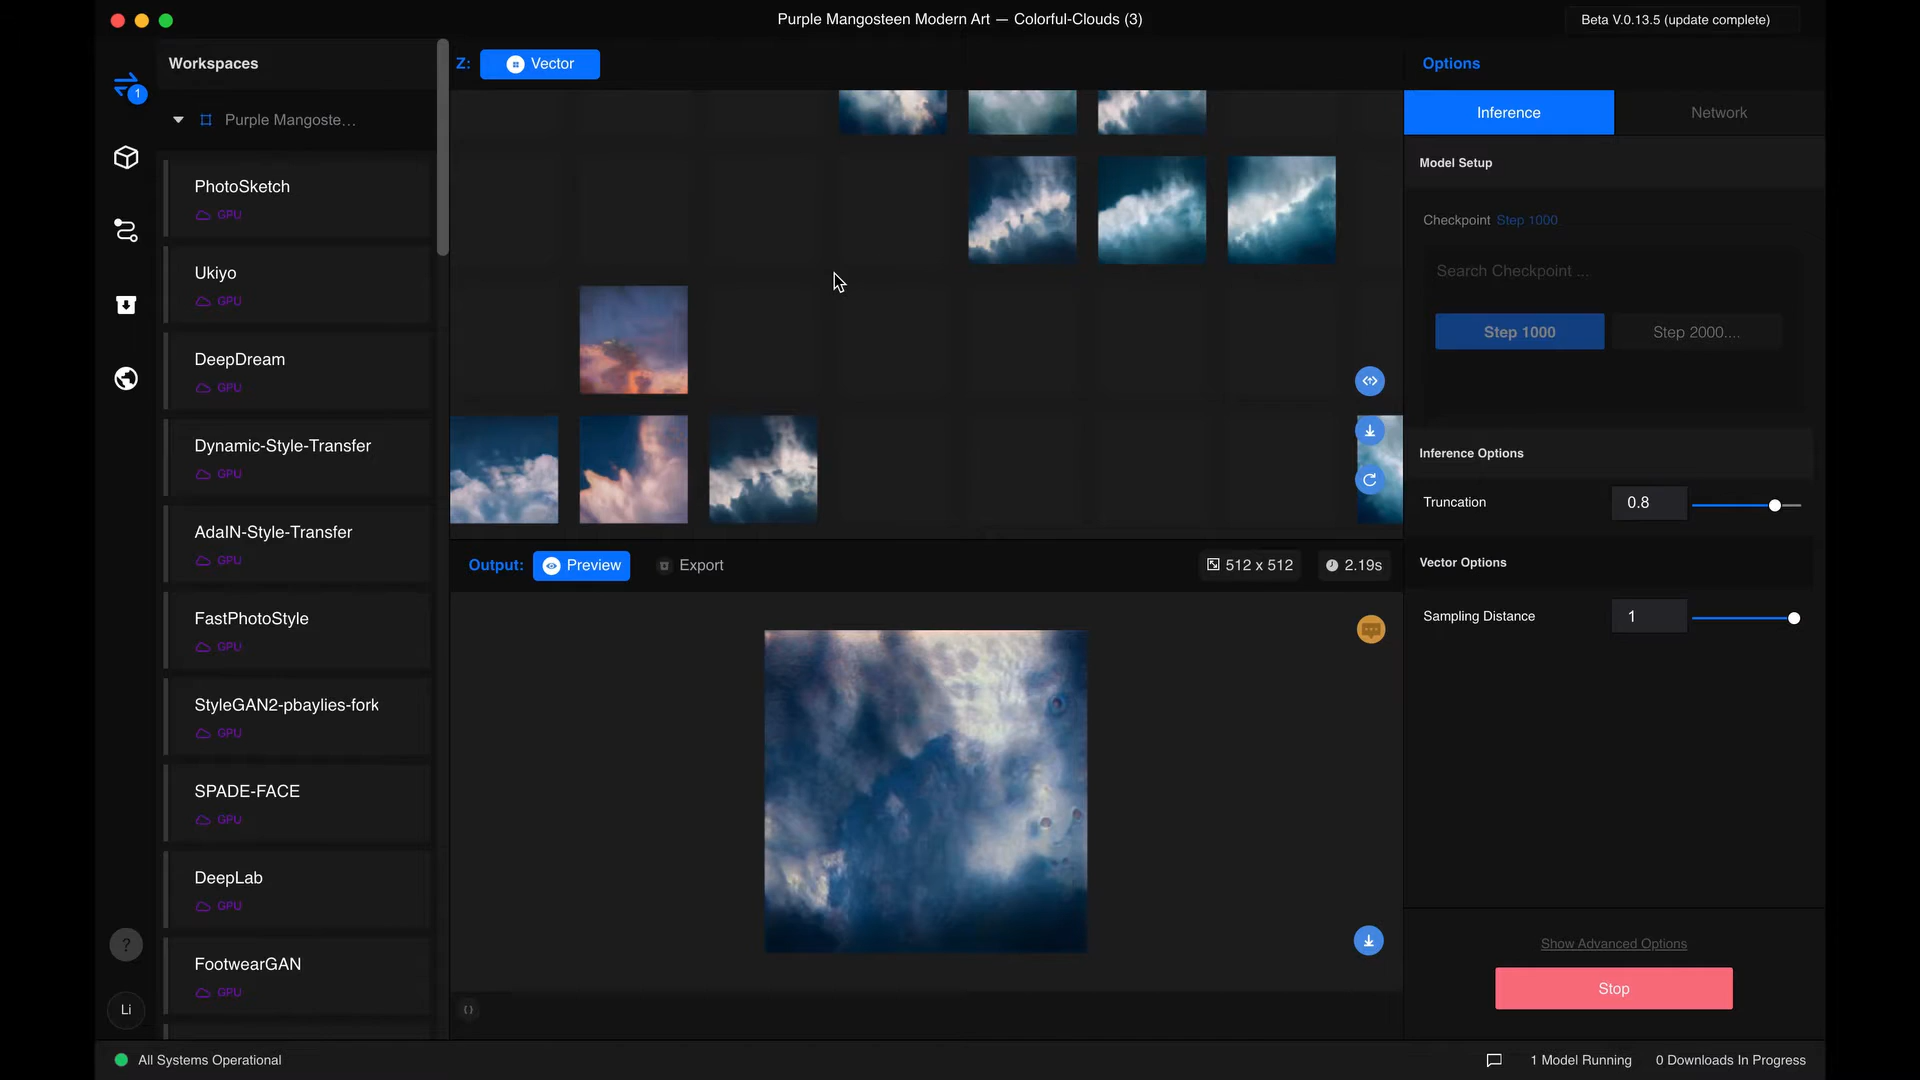 Purple Mangosteen Modern Art — Colorful-Clouds (3)
Beta V.0.13.5 (update complete)
Workspaces
1
Purple Mangoste...
PhotoSketch
GPU
Ukiyo
GPU
DeepDream
GPU
Dynamic-Style-Transfer
GPU
AdaIN-Style-Transfer
GPU
FastPhotoStyle
GPU
StyleGAN2-pbaylies-fork
GPU
SPADE-FACE
GPU
DeepLab
GPU
FootwearGAN
GPU
?
Li
Z: Vector
Output: Preview Export
512 x 512
2.19s
{}
Options
Inference Network
Model Setup
Checkpoint Step 1000
Search Checkpoint ...
Step 1000 Step 2000....
Inference Options
Truncation 0.8
Vector Options
Sampling Distance 1
Show Advanced Options
Stop
All Systems Operational
1 Model Running 0 Downloads In Progress